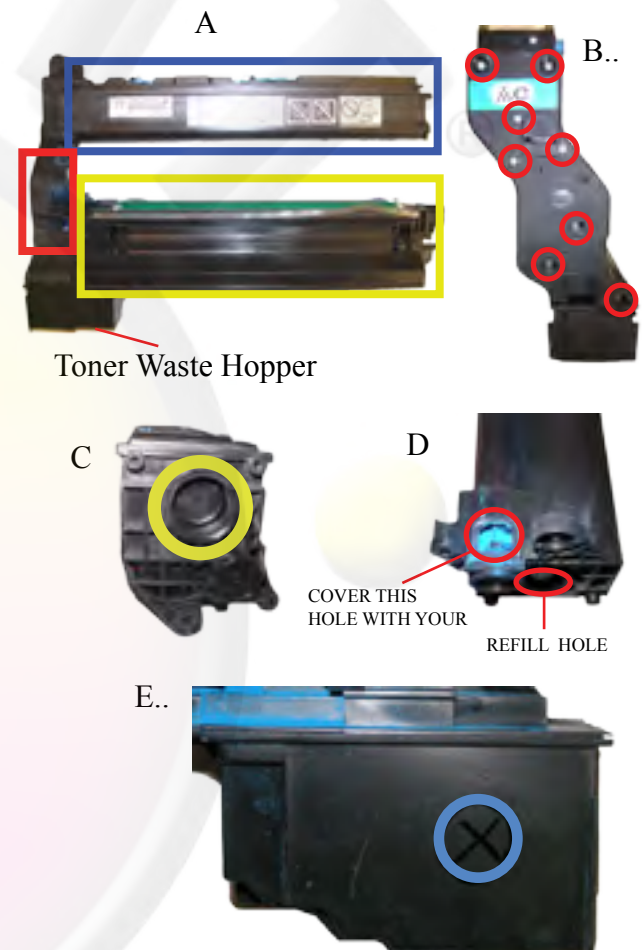 A
B..
Toner Waste Hopper
C
D
COVER THIS
HOLE WITH YOUR
REFILL HOLE
E..